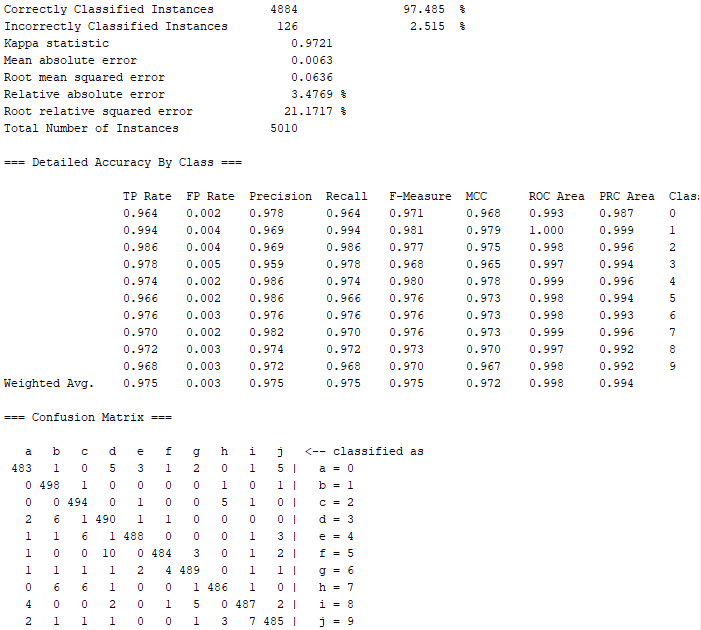 Correctly Classified Instances 4884 97.485 %
Incorrectly Classified Instances 126 2.515 %
Kappa statistic 0.9721
Mean absolute error 0.0063
Root mean squared error 0.0636
Relative absolute error 3.4769 %
Root relative squared error 21.1717 %
Total Number of Instances 5010
=== Detailed Accuracy By Class ===
TP Rate FP Rate Precision Recall F-Measure MCC ROC Area PRC Area Clas
0.964 0.002 0.978 0.964 0.971 0.968 0.993 0.987 0
0.994 0.004 0.969 0.994 0.981 0.979 1.000 0.999 1
0.986 0.004 0.969 0.986 0.977 0.975 0.998 0.996 2
0.978 0.005 0.959 0.978 0.968 0.965 0.997 0.994 3
0.974 0.002 0.986 0.974 0.980 0.978 0.999 0.996 4
0.966 0.002 0.986 0.966 0.976 0.973 0.998 0.994 5
0.976 0.003 0.976 0.976 0.976 0.973 0.998 0.993 6
0.970 0.002 0.982 0.970 0.976 0.973 0.999 0.996 7
0.972 0.003 0.974 0.972 0.973 0.970 0.997 0.992 8
0.968 0.003 0.972 0.968 0.970 0.967 0.998 0.992 9
Weighted Avg. 0.975 0.003 0.975 0.975 0.975 0.972 0.998 0.994
=== Confusion Matrix ===
a b c d e f g h i j <-- classified as
483 1 0 5 3 1 2 0 1 5 | a = 0
0 498 1 0 0 0 0 1 0 1 | b = 1
0 0 494 0 1 0 0 5 1 0 | c = 2
2 6 1 490 1 1 0 0 0 0 | d = 3
1 1 6 1 488 0 0 0 1 3 | e = 4
1 0 0 10 0 484 3 0 1 2 | f = 5
1 1 1 1 2 4 489 0 1 1 | g = 6
0 6 6 1 0 0 1 486 1 0 | h = 7
4 0 0 2 0 1 5 0 487 2 | i = 8
2 1 1 1 0 0 1 3 7 485 | j = 9